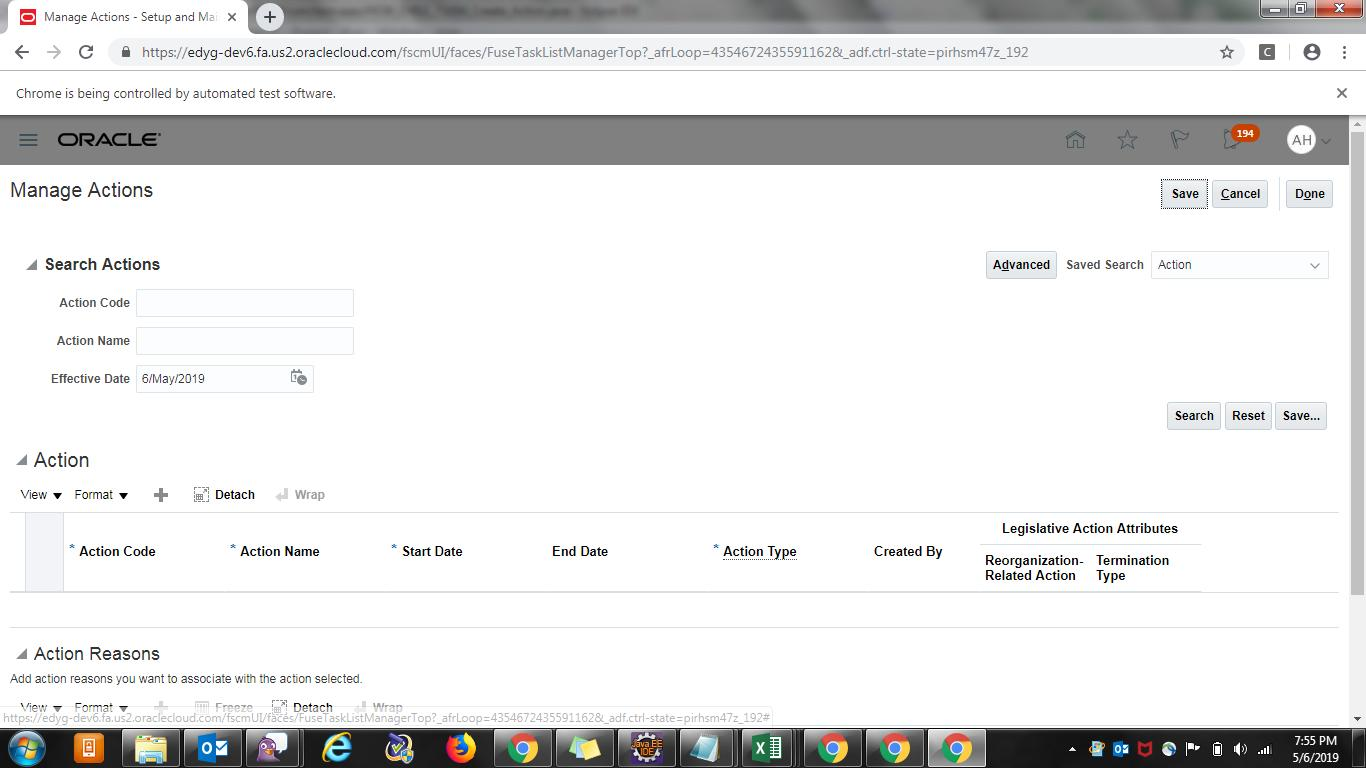 Manage Actions - Setup and Mai
https://edyg-dev6.fa.us2.oraclecloud.com/fscmUI/faces/FuseTaskListManagerTop?_afrLoop=4354672435591162&_adf.ctrl-state=pirhsm47z_192
C
Chrome is being controlled by automated test software.
ORACLE
194
AH
Manage Actions
Save Cancel Done
Search Actions
Advanced Saved Search Action
Action Code
Action Name
Effective Date 6/May/2019
Search Reset Save...
Action
View Format Detach Wrap
Legislative Action Attributes
* Action Code * Action Name * Start Date End Date * Action Type Created By
Reorganization- Termination
Related Action Type
Action Reasons
Add action reasons you want to associate with the action selected.
View Format Freeze Detach Wrap
https://edyg-dev6.fa.us2.oraclecloud.com/fscmUI/faces/FuseTaskListManagerTop?_afrLoop=4354672435591162&_adf.ctrl-state=pirhsm47z_192#
Java EE
IDE
7:55 PM
5/6/2019